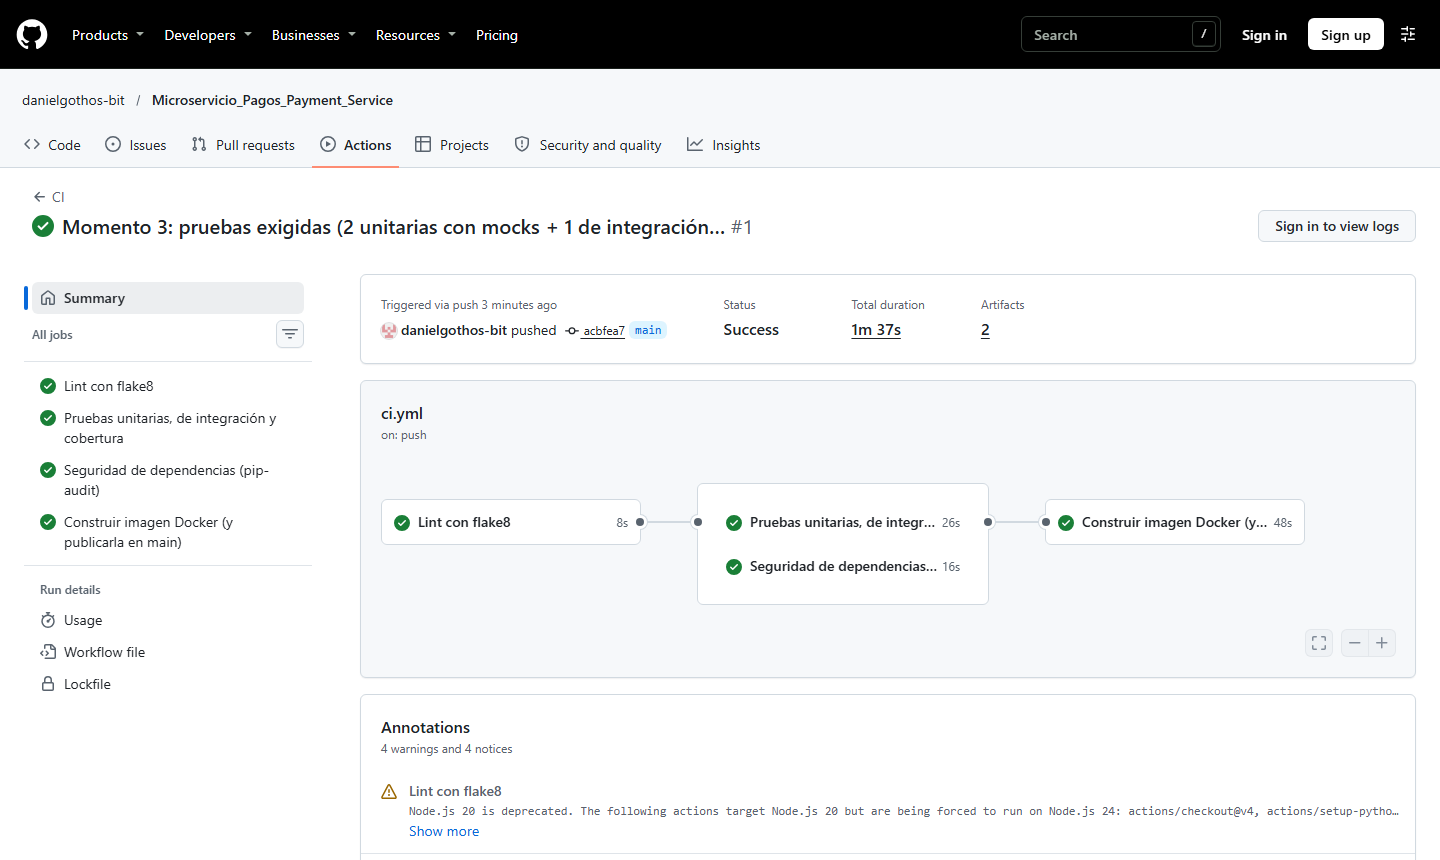 Products Developers Businesses Resources Pricing Search / Sign in Sign up
danielgothos-bit / Microservicio_Pagos_Payment_Service
Code Issues Pull requests Actions Projects Security and quality Insights
CI
Momento 3: pruebas exigidas (2 unitarias con mocks + 1 de integración... #1
Sign in to view logs
Summary
All jobs
Lint con flake8
Pruebas unitarias, de integración y
cobertura
Seguridad de dependencias (pip-
audit)
Construir imagen Docker (y
publicarla en main)
Run details
Usage
Workflow file
Lockfile
Triggered via push 3 minutes ago Status Total duration Artifacts
danielgothos-bit pushed acbfea7 main Success 1m 37s 2
ci.yml
on: push
Lint con flake8 8s
Pruebas unitarias, de integr... 26s
Seguridad de dependencias... 16s
Construir imagen Docker (y... 48s
Annotations
4 warnings and 4 notices
Lint con flake8
Node.js 20 is deprecated. The following actions target Node.js 20 but are being forced to run on Node.js 24: actions/checkout@v4, actions/setup-pytho...
Show more